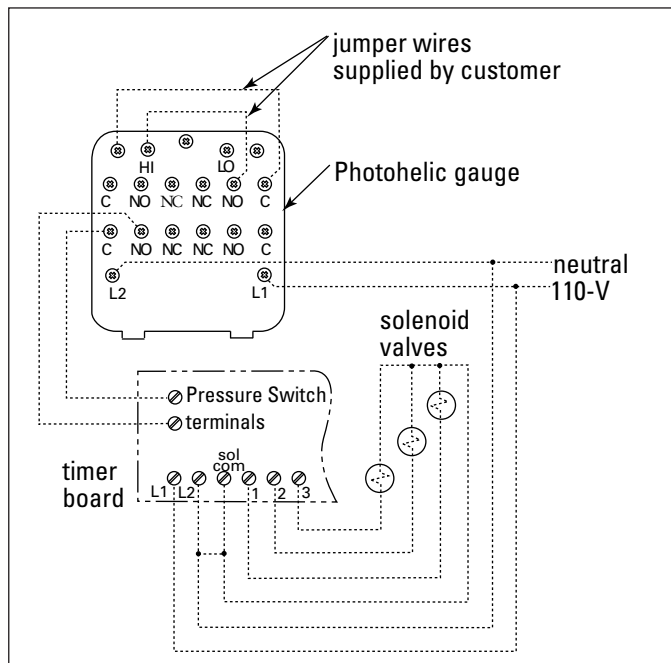 jumper wires
supplied by customer
HI LO
Photohelic gauge
C NO NC NC NO C
C NO NC NC NO C
L2 L1
neutral
110-V
solenoid
valves
Pressure Switch
terminals
sol
com
timer
board
L1 L2 1 2 3